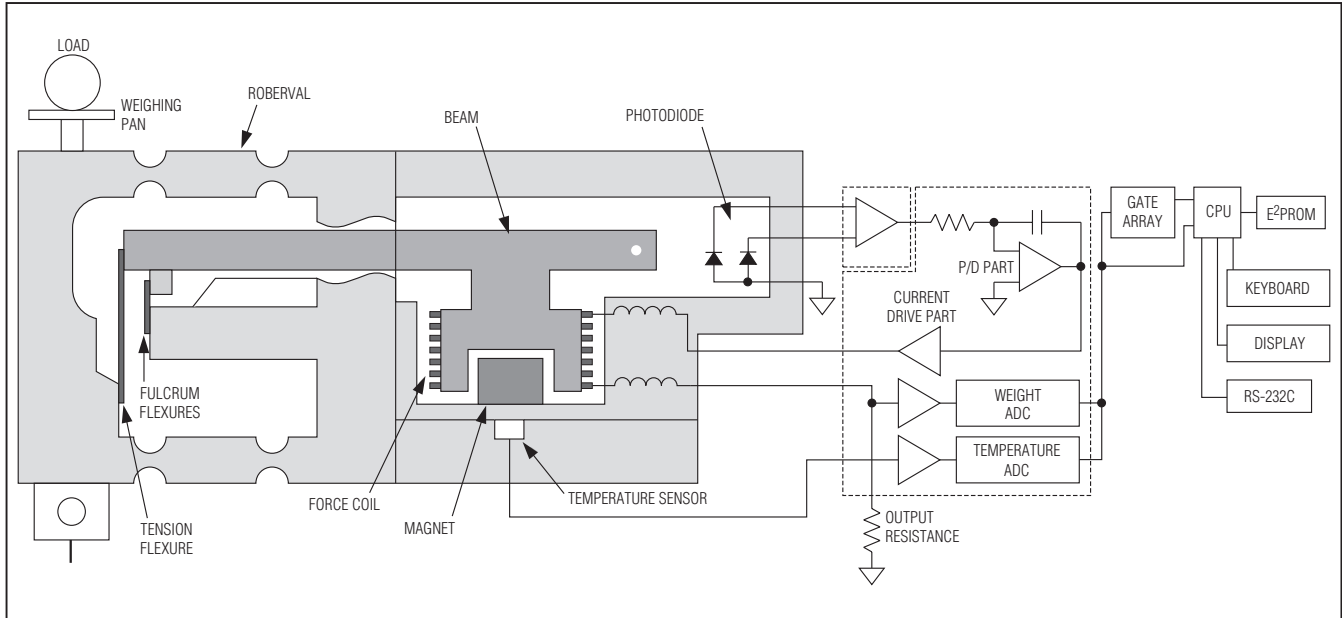 LOAD
WEIGHING
PAN
ROBERVAL
BEAM
PHOTODIODE
GATE
ARRAY
CPU
E²PROM
P/D PART
KEYBOARD
CURRENT
DRIVE PART
DISPLAY
FULCRUM
FLEXURES
WEIGHT
ADC
RS-232C
TEMPERATURE
ADC
FORCE COIL
MAGNET
TEMPERATURE SENSOR
TENSION
FLEXURE
OUTPUT
RESISTANCE